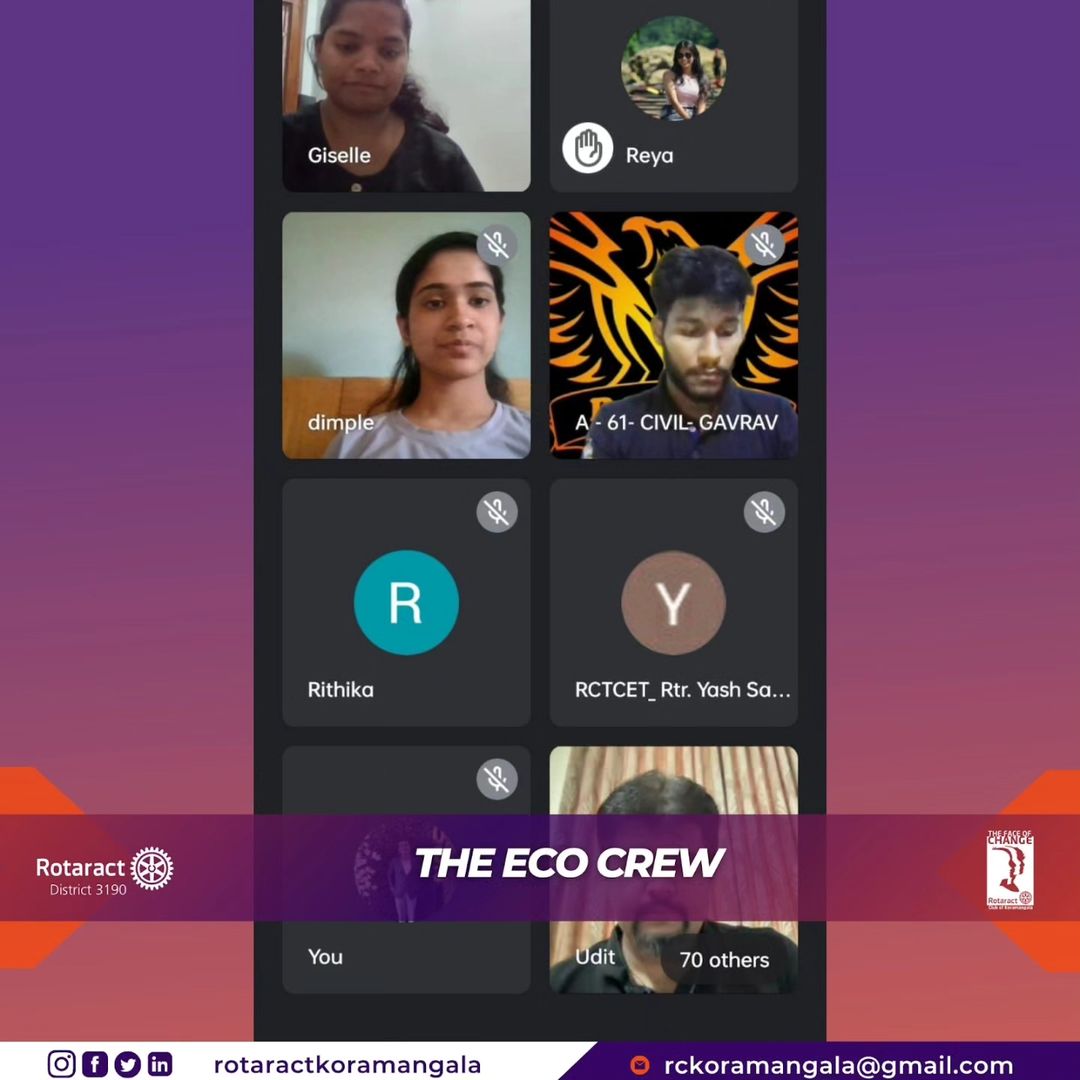 Giselle
Reya
dimple
A - 61- CIVIL- GAVRAV
R
Y
Rithika
RCTCET_ Rtr. Yash Sa...
THE ECO CREW
Rotaract
District 3190
THE FACE OF
CHANGE
Rotaract
Club of Koramangala
You
Udit
70 others
rotaractkoramangala
rckoramangala@gmail.com